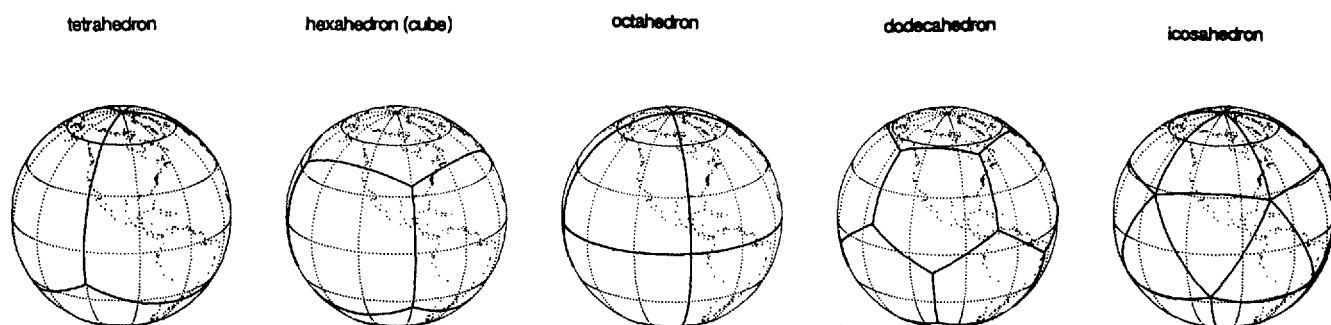 tetrahedron
hexahedron (cube)
octahedron
dodecahedron
icosahedron